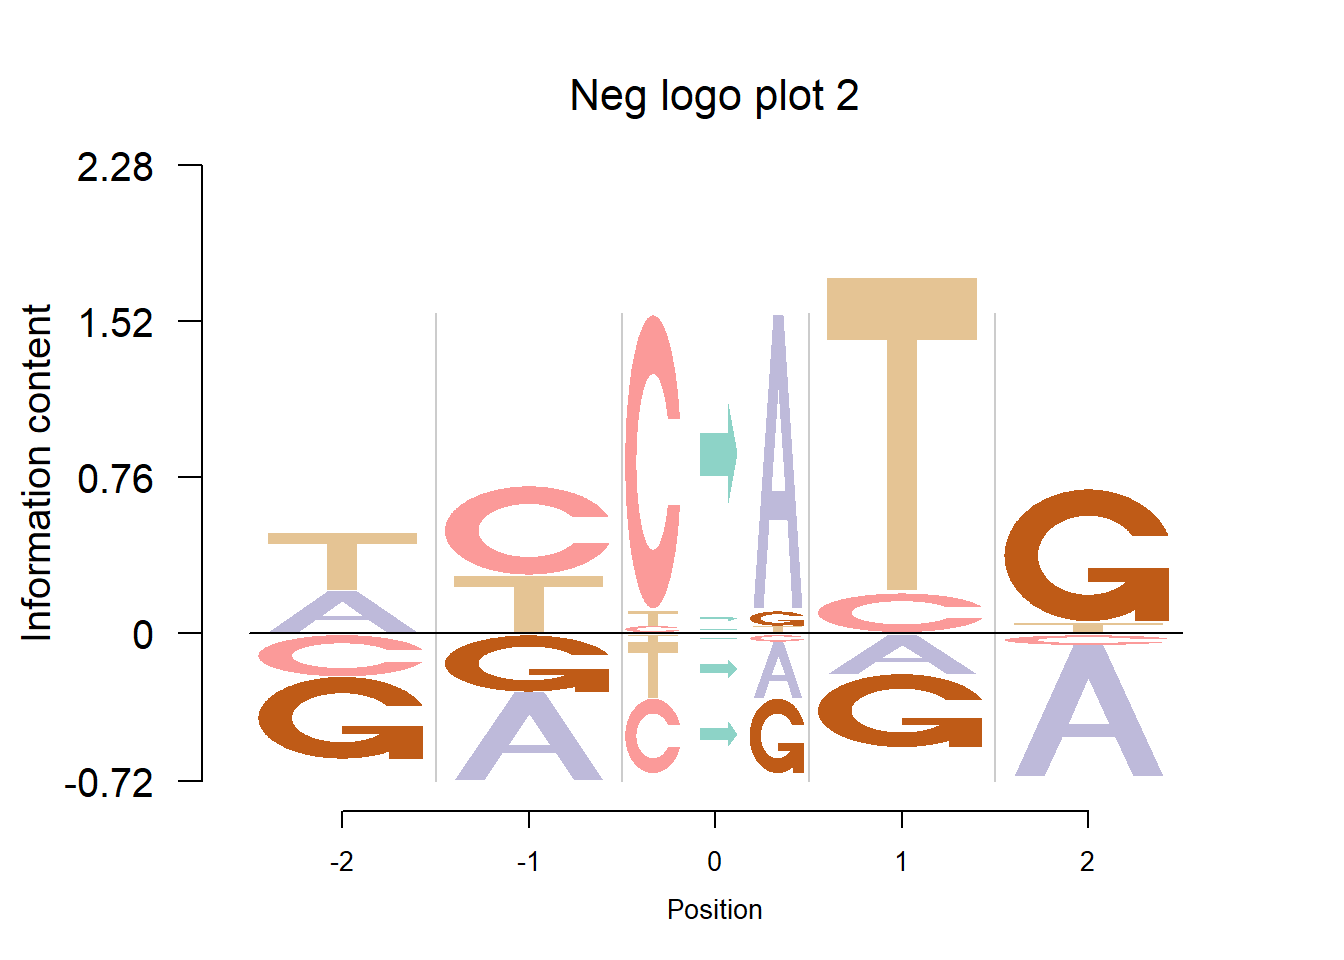 Neg logo plot 2
Information content
2.28
1.52
0.76
0
-0.72
T
A
C
G
C
T
G
A
C A
T G
C T
T A
C G
T
C
A
G
G
T
C
A
-2 -1 0 1 2
Position